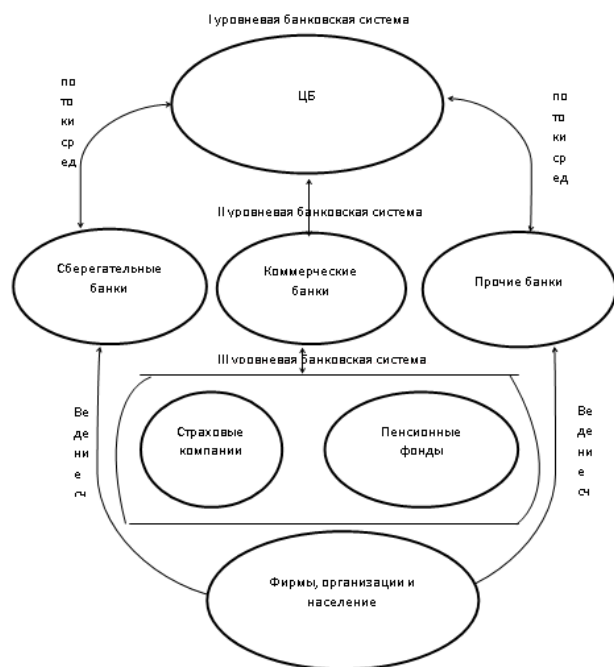 I уровневая банковская система
ЦБ
по
то
ки
ср
ед
по
то
ки
ср
ед
II уровневая банковская система
Сберегательные
банки
Коммерческие
банки
Прочие банки
III уровневая банковская система
Ве
де
ни
е
сч
Страховые
компании
Пенсионные
фонды
Ве
де
ни
е
сч
Фирмы, организации и
население